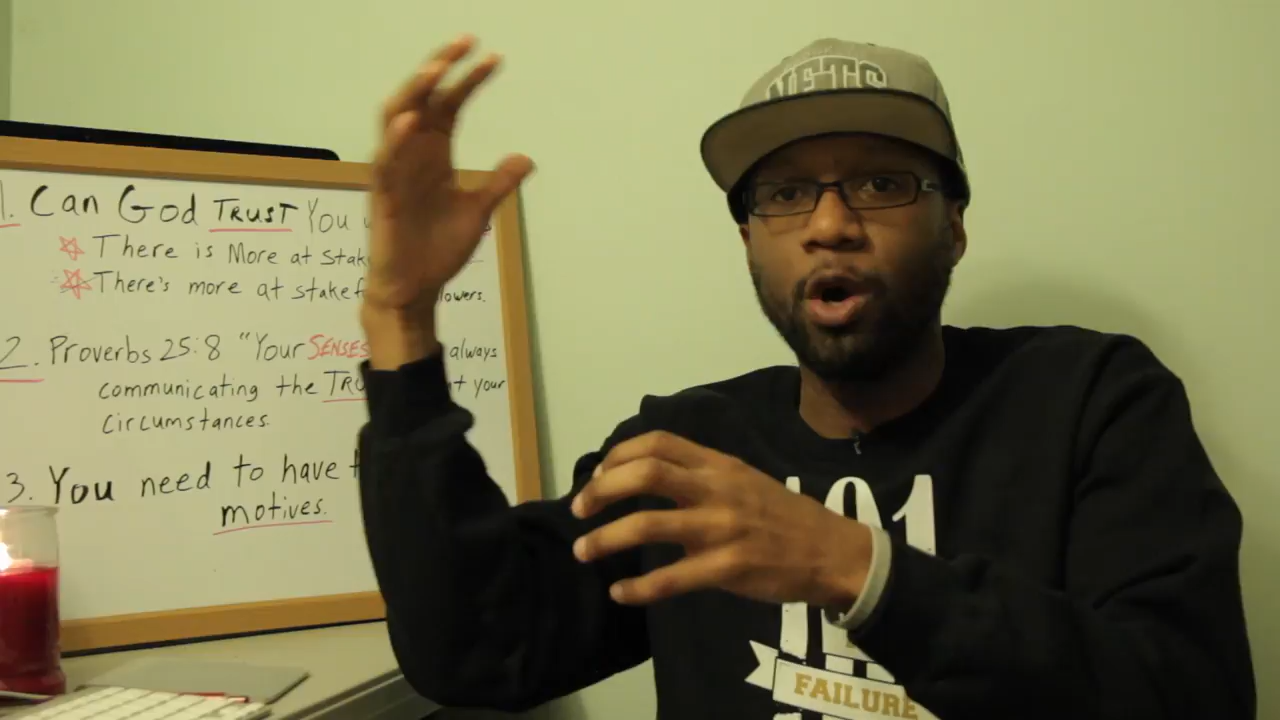 1. Can God TRUST You
There is More at Stak
There's more at stake f lowers.
2. Proverbs 25:8 "Your SENSES always
communicating the TRU t your
circumstances.
3. You need to have t
motives.
NETS
101
FAILURE